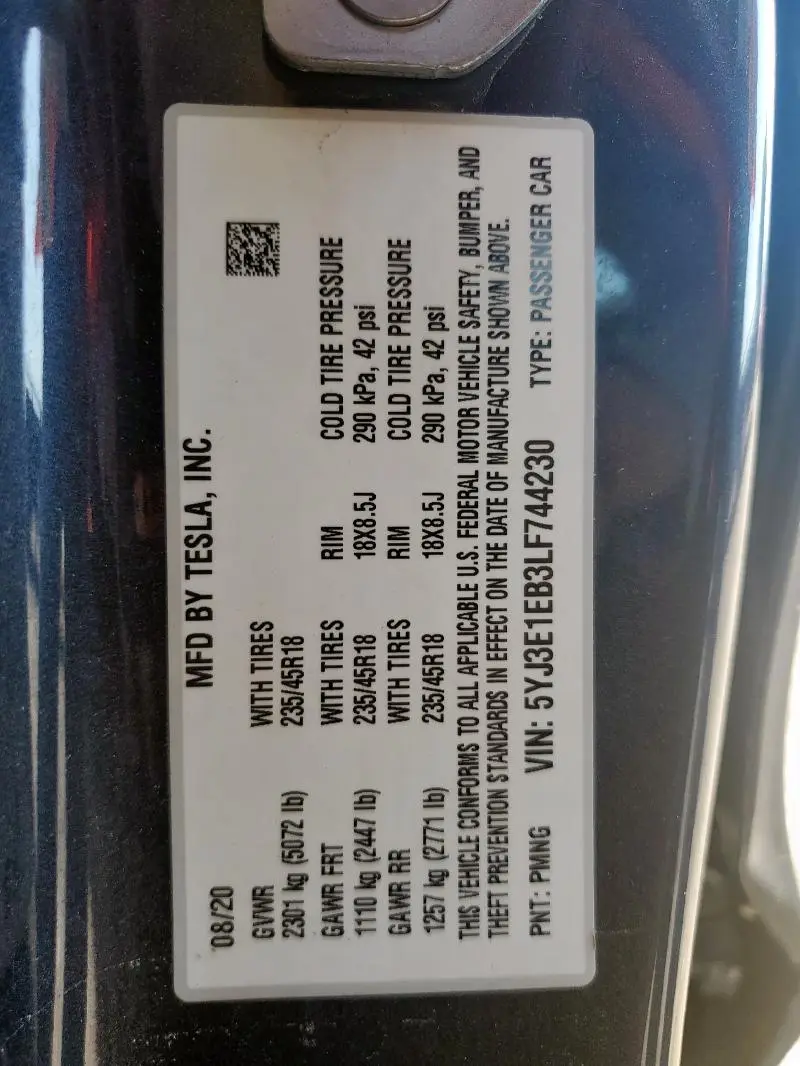 MFD BY TESLA, INC.
08/20
GVWR WITH TIRES
2301 kg (5072 lb) 235/45R18
GAWR FRT WITH TIRES RIM COLD TIRE PRESSURE
1110 kg (2447 lb) 235/45R18 18X8.5J 290 kPa, 42 psi
GAWR RR WITH TIRES RIM COLD TIRE PRESSURE
1257 kg (2771 lb) 235/45R18 18X8.5J 290 kPa, 42 psi
THIS VEHICLE CONFORMS TO ALL APPLICABLE U.S. FEDERAL MOTOR VEHICLE SAFETY, BUMPER, AND
THEFT PREVENTION STANDARDS IN EFFECT ON THE DATE OF MANUFACTURE SHOWN ABOVE.
PNT: PMNG VIN: 5YJ3E1EB3LF744230 TYPE: PASSENGER CAR